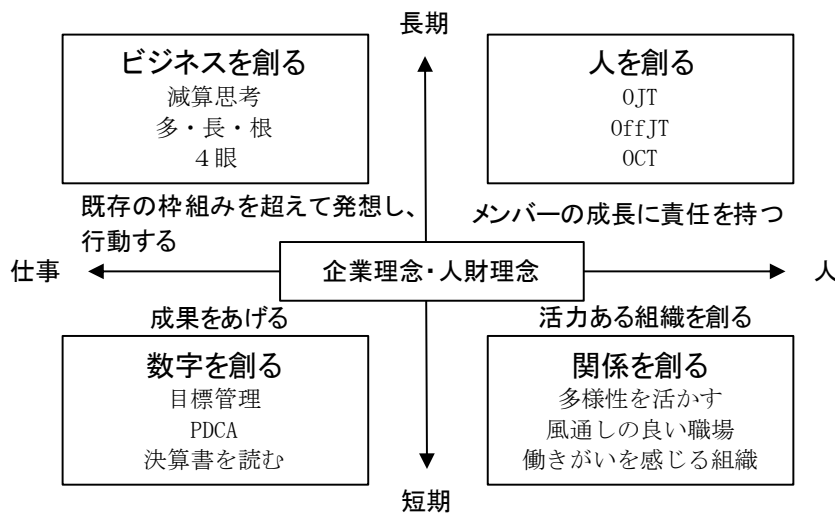 長期
ビジネスを創る
減算思考
多・長・根
４眼
人を創る
OJT
OffJT
OCT
既存の枠組みを超えて発想し、
行動する
メンバーの成長に責任を持つ
仕事
企業理念・人財理念
人
成果をあげる
活力ある組織を創る
数字を創る
目標管理
PDCA
決算書を読む
関係を創る
多様性を活かす
風通しの良い職場
働きがいを感じる組織
短期